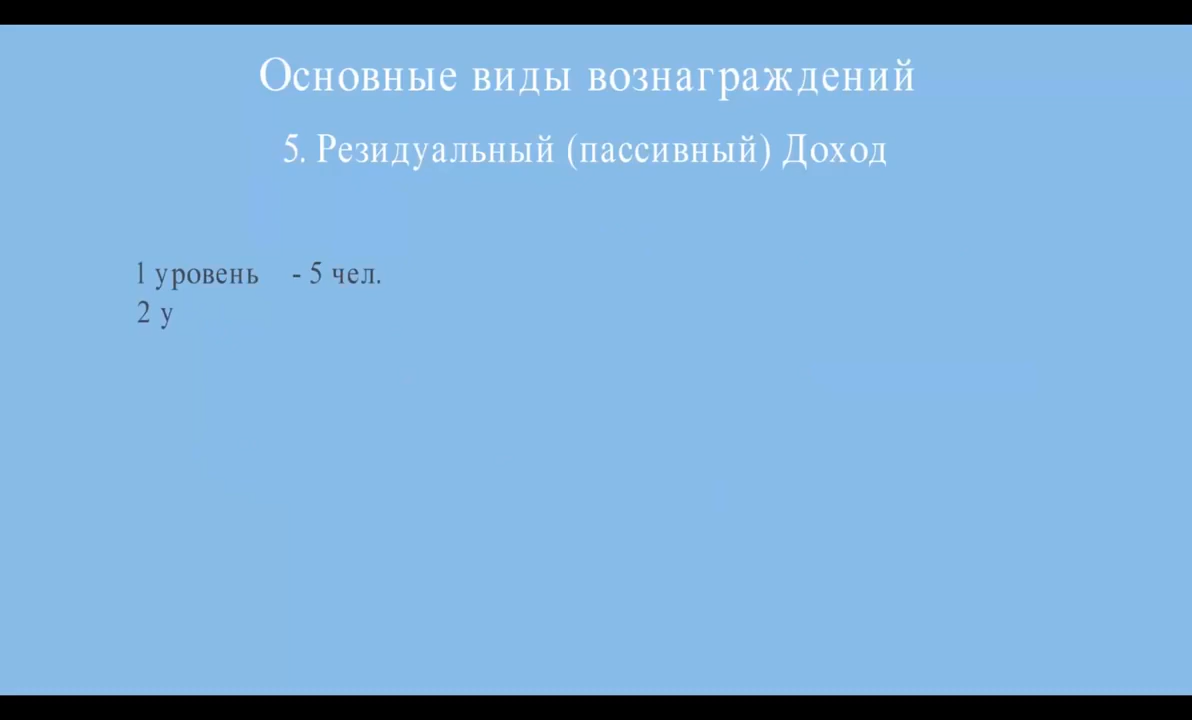 Основные виды вознаграждений
5. Резидуальный (пассивный) Доход
1 уровень - 5 чел.
2 у